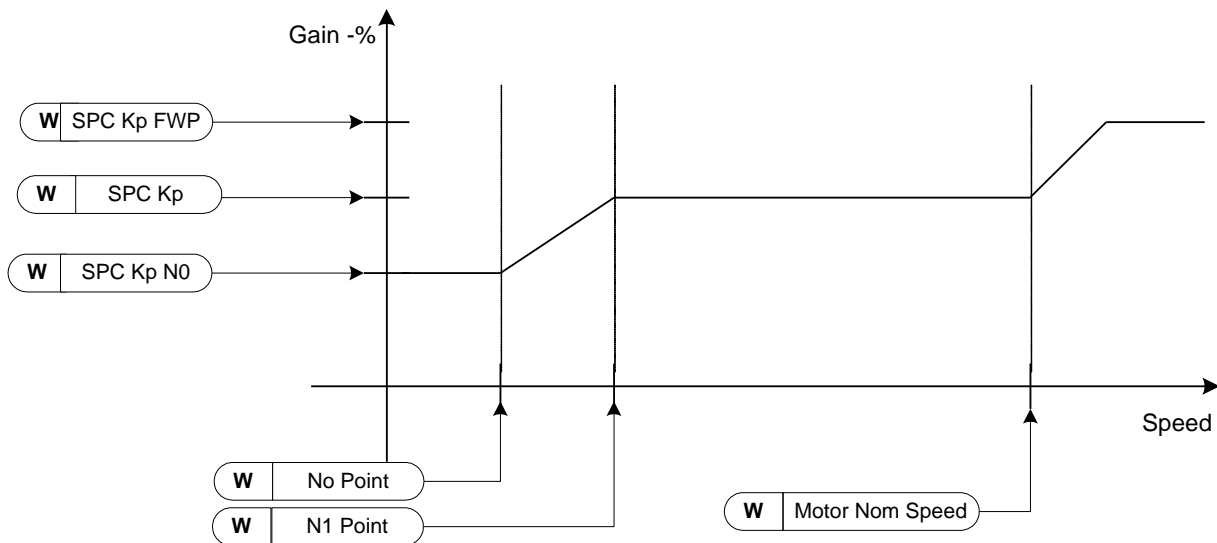 Gain -%
W SPC Kp FWP
W SPC Kp
W SPC Kp N0
Speed
W No Point
W N1 Point
W Motor Nom Speed